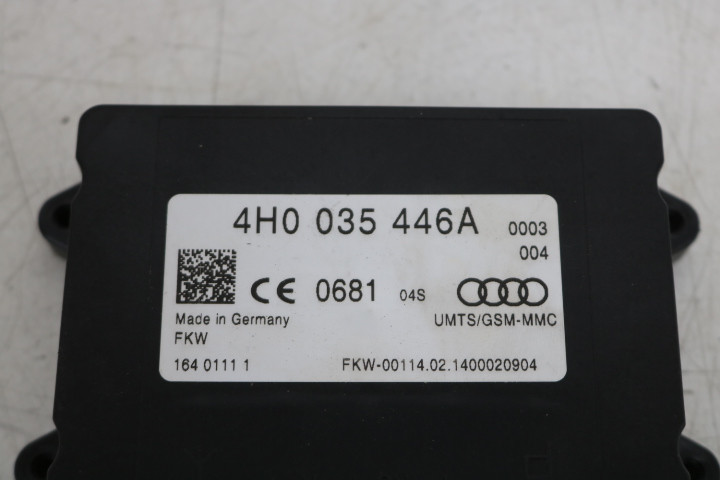 4H0 035 446A 0003
004
CE 0681 04S
Made in Germany UMTS/GSM-MMC
FKW
164 0111 1 FKW-00114.02.1400020904